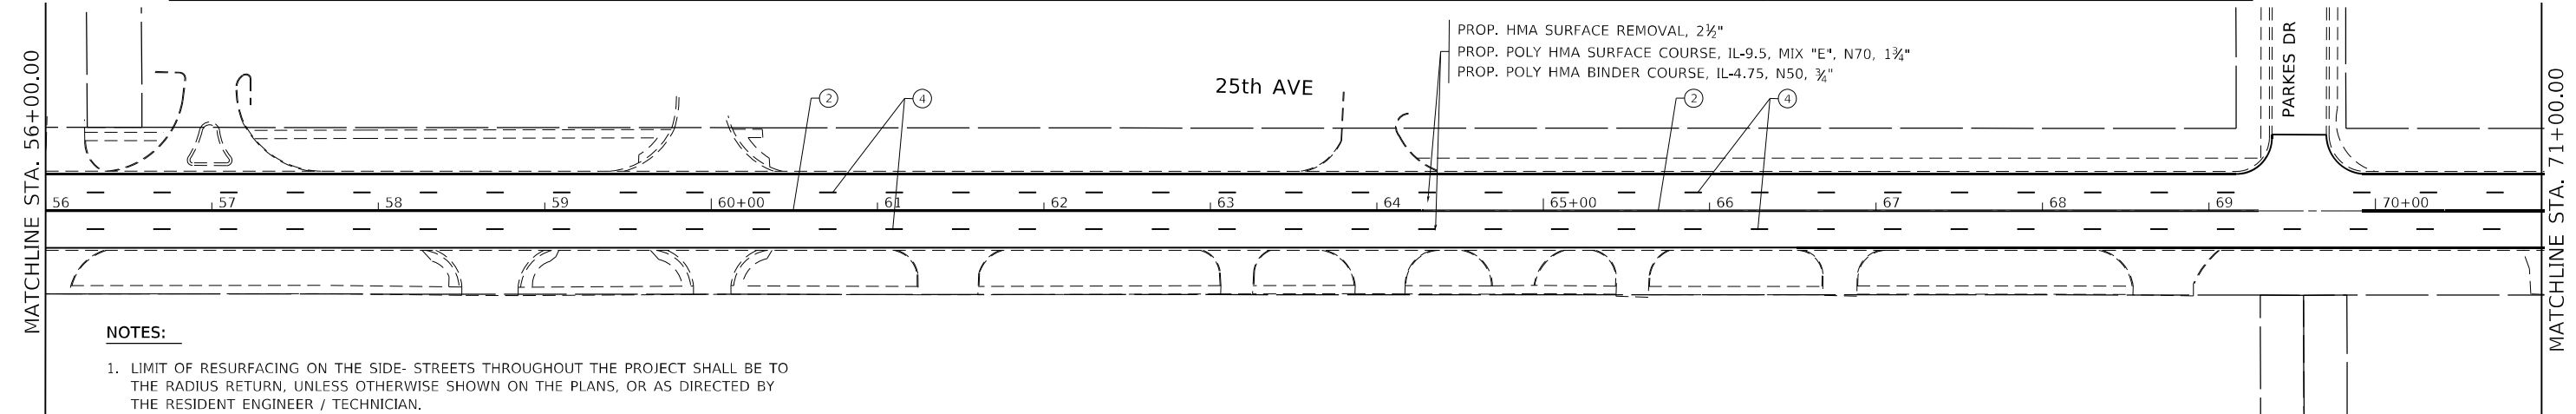 MATCHLINE STA. 56+00.00
PROP. HMA SURFACE REMOVAL, 2½"
PROP. POLY HMA SURFACE COURSE, IL-9.5, MIX "E", N70, 1¾"
PROP. POLY HMA BINDER COURSE, IL-4.75, N50, ¾"
25th AVE
PARKES DR
2
4
2
4
56 57 58 59 60+00 61 62 63 64 65+00 66 67 68 69 70+00
MATCHLINE STA. 71+00.00
NOTES:
1. LIMIT OF RESURFACING ON THE SIDE- STREETS THROUGHOUT THE PROJECT SHALL BE TO
THE RADIUS RETURN, UNLESS OTHERWISE SHOWN ON THE PLANS, OR AS DIRECTED BY
THE RESIDENT ENGINEER / TECHNICIAN.